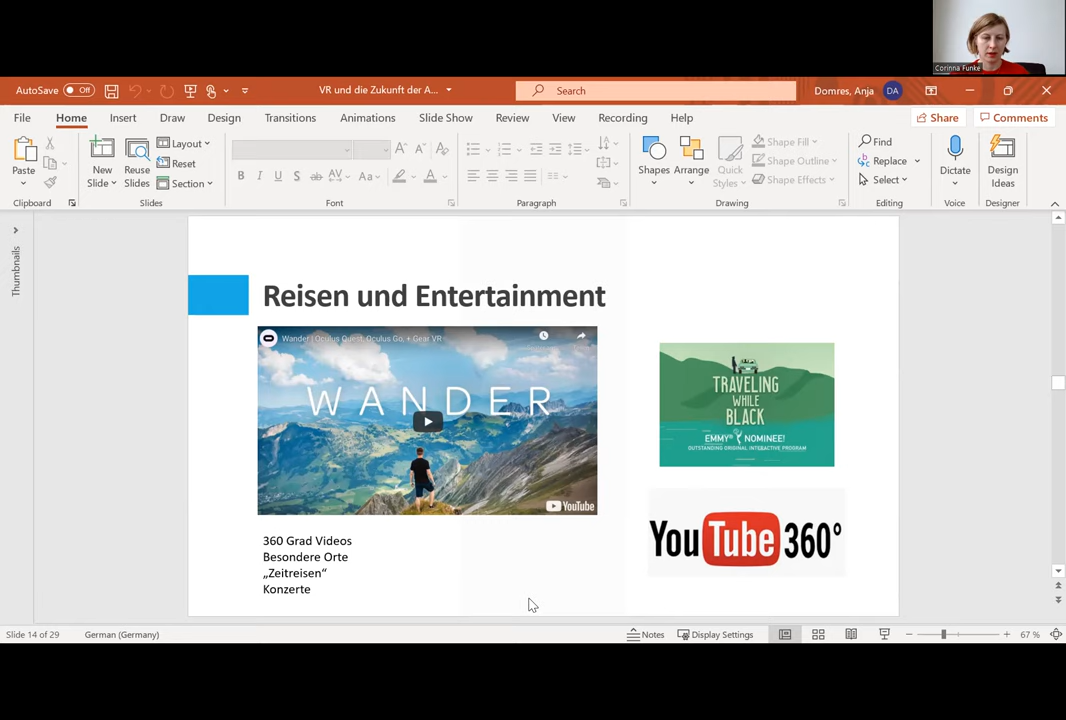 Corinna Funke
AutoSave Off
VR und die Zukunft der A...
Search
Domres, Anja
DA
File Home Insert Draw Design Transitions Animations Slide Show Review View Recording Help
Share
Comments
Paste
New Slides
Reuse Slides
Layout
Reset
Section
B I U S ab AV Aa A
Shapes
Arrange
Quick Styles
Shape Fill
Shape Outline
Shape Effects
Find
Replace
Select
Dictate
Design Ideas
Clipboard
Slides
Font
Paragraph
Drawing
Editing
Voice
Designer
Thumbnails
Reisen und Entertainment
Wander | Oculus Quest, Oculus Go, + Gear VR
WANDER
YouTube
TRAVELING
WHILE
BLACK
EMMY® NOMINEE!
OUTSTANDING ORIGINAL INTERACTIVE PROGRAM
YouTube 360°
360 Grad Videos
Besondere Orte
„Zeitreisen“
Konzerte
Slide 14 of 29
German (Germany)
Notes
Display Settings
67 %